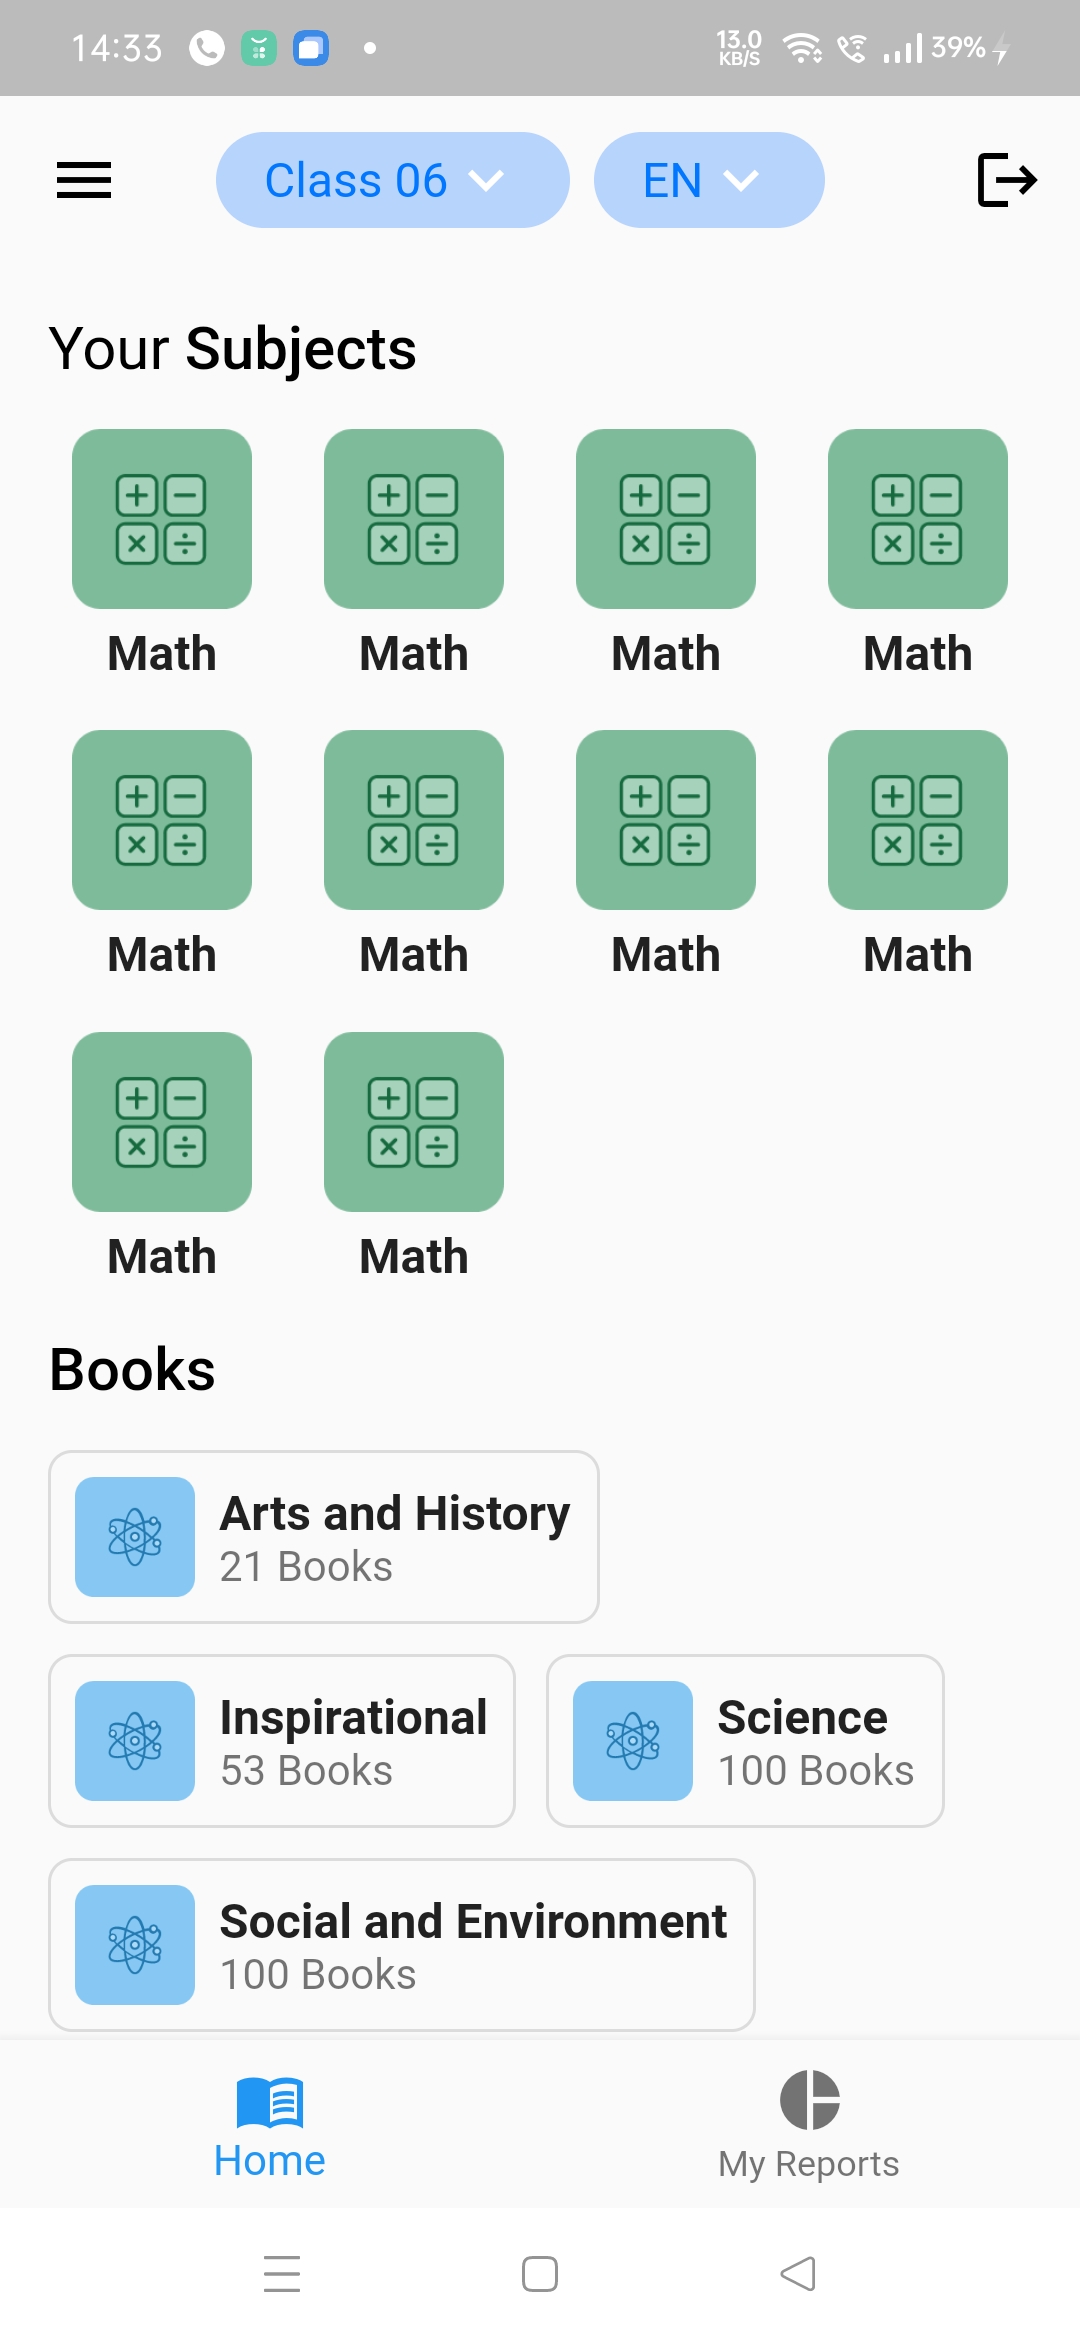 14:33 13.0 KB/S 39%
Class 06 EN
Your Subjects
Math Math Math Math
Math Math Math Math
Math Math
Books
Arts and History
21 Books
Inspirational
53 Books
Science
100 Books
Social and Environment
100 Books
Home My Reports